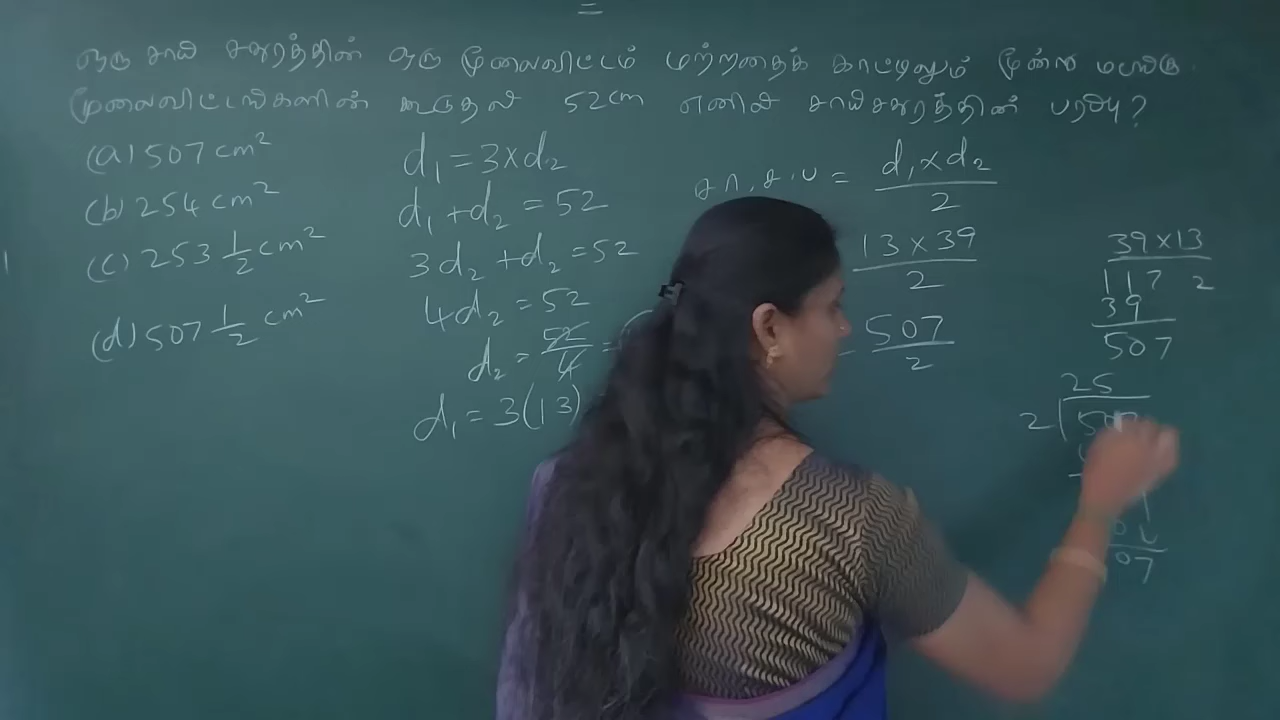 ஒரு சாய் சதுரத்தின் ஒரு மூலைவிட்டம் மற்றதைக் காட்டிலும் மூன்று மடங்கு.
மூலைவிட்டங்களின் கூடுதல் 52cm எனில் சாய்சதுரத்தின் பரப்பு?
(a) 507 cm²
(b) 254 cm²
(c) 253 1/2 cm²
(d) 507 1/2 cm²
d₁ = 3 × d₂
d₁ + d₂ = 52
3d₂ + d₂ = 52
4d₂ = 52
d₂ = 52/4 =
d₁ = 3(13)
சா.ச.ப = d₁ × d₂ / 2
13 × 39 / 2
507 / 2
39 × 13
117 2
39
507
25
2
07